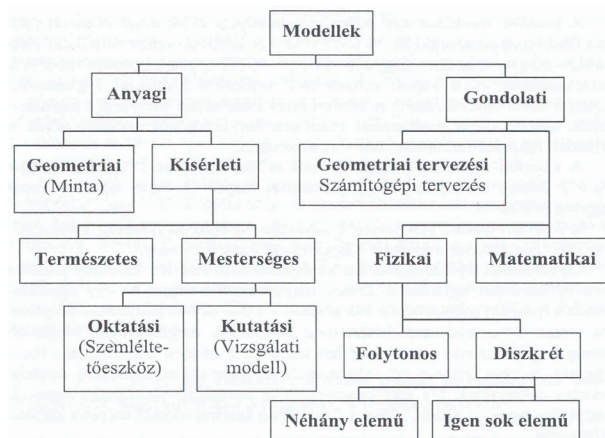 Modellek
Anyagi
Gondolati
Geometriai
(Minta)
Kísérleti
Geometriai tervezési
Számítógépi tervezés
Természetes
Mesterséges
Fizikai
Matematikai
Oktatási
(Szemlélte-
tőeszköz)
Kutatási
(Vizsgálati
modell)
Folytonos
Diszkrét
Néhány elemű
Igen sok elemű